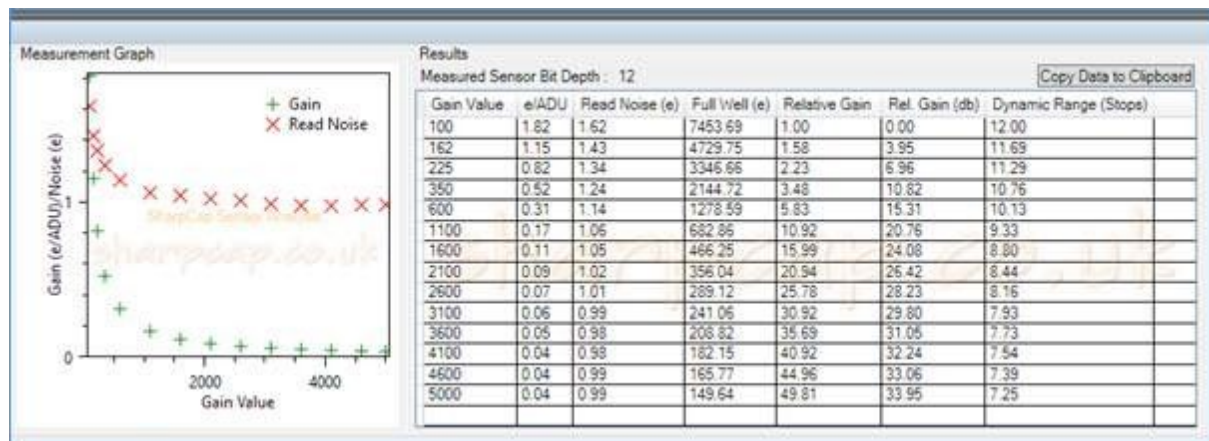 Measurement Graph
Gain
Read Noise
1
0
2000 4000
Gain Value
Gain (e/ADU)/Noise (e)
SharpCap Sensor Analysis
sharpcap.co.uk
Results
Measured Sensor Bit Depth : 12
Copy Data to Clipboard
Gain Value e/ADU Read Noise (e) Full Well (e) Relative Gain Rel. Gain (db) Dynamic Range (Stops)
100 1.82 1.62 7453.69 1.00 0.00 12.00
162 1.15 1.43 4729.75 1.58 3.95 11.69
225 0.82 1.34 3346.66 2.23 6.96 11.29
350 0.52 1.24 2144.72 3.48 10.82 10.76
600 0.31 1.14 1278.59 5.83 15.31 10.13
1100 0.17 1.06 682.86 10.92 20.76 9.33
1600 0.11 1.05 466.25 15.99 24.08 8.80
2100 0.09 1.02 356.04 20.94 26.42 8.44
2600 0.07 1.01 289.12 25.78 28.23 8.16
3100 0.06 0.99 241.06 30.92 29.80 7.93
3600 0.05 0.98 208.82 35.69 31.05 7.73
4100 0.04 0.98 182.15 40.92 32.24 7.54
4600 0.04 0.99 165.77 44.96 33.06 7.39
5000 0.04 0.99 149.64 49.81 33.95 7.25
sharpcap.co.uk